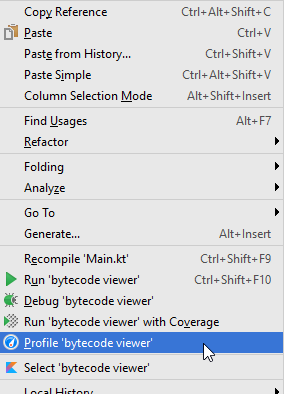 Copy Reference Ctrl+Alt+Shift+C
Paste Ctrl+V
Paste from History... Ctrl+Shift+V
Paste Simple Ctrl+Alt+Shift+V
Column Selection Mode Alt+Shift+Insert
Find Usages Alt+F7
Refactor
Folding
Analyze
Go To
Generate... Alt+Insert
Recompile 'Main.kt' Ctrl+Shift+F9
Run 'bytecode viewer' Ctrl+Shift+F10
Debug 'bytecode viewer'
Run 'bytecode viewer' with Coverage
Profile 'bytecode viewer'
Select 'bytecode viewer'
Local History